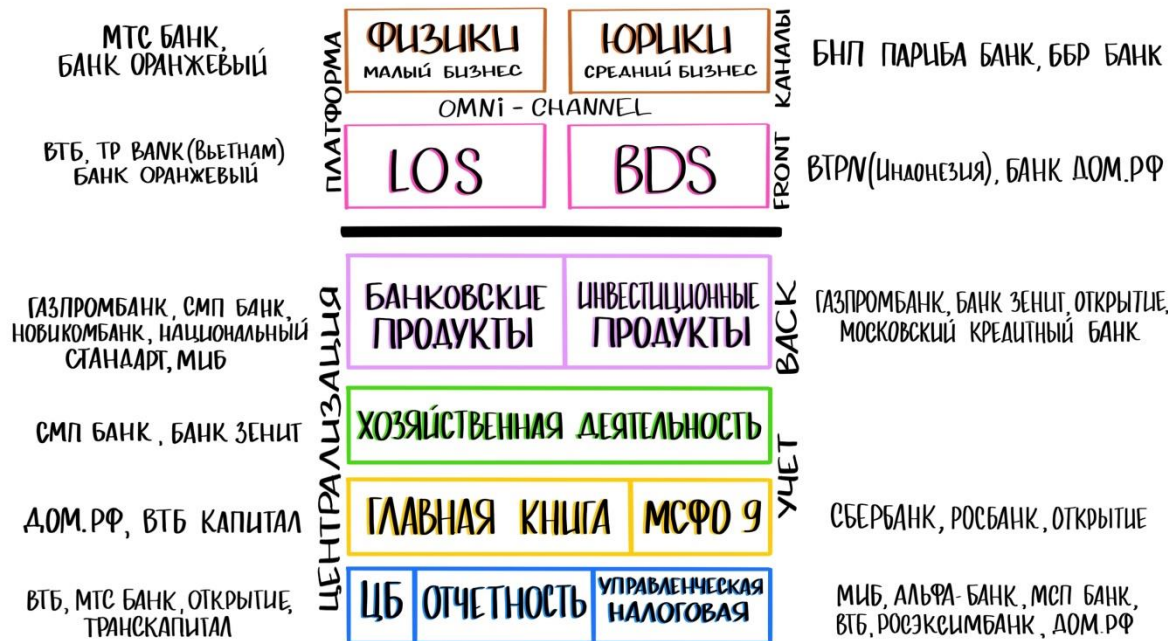 МТС БАНК,
БАНК ОРАНЖЕВЫЙ
ПЛАТФОРМА
ФИЗИКИ
МАЛЫЙ БИЗНЕС
ЮРИКИ
СРЕДНИЙ БИЗНЕС
КАНАЛЫ
БНП ПАРИБА БАНК, ББР БАНК
OMNi - CHANNEL
ВТБ, TP BANK (ВЬЕТНАМ)
БАНК ОРАНЖЕВЫЙ
LOS
BDS
FRONT
BTPN (ИНДОНЕЗИЯ), БАНК ДОМ.РФ
ЦЕНТРАЛИЗАЦИЯ
ГАЗПРОМБАНК, СМП БАНК,
НОВИКОМБАНК, НАЦИОНАЛЬНЫЙ
СТАНДАРТ, МИБ
БАНКОВСКИЕ
ПРОДУКТЫ
ИНВЕСТИЦИОННЫЕ
ПРОДУКТЫ
BACK
ГАЗПРОМБАНК, БАНК ЗЕНИТ, ОТКРЫТИЕ,
МОСКОВСКИЙ КРЕДИТНЫЙ БАНК
СМП БАНК, БАНК ЗЕНИТ
ХОЗЯЙСТВЕННАЯ ДЕЯТЕЛЬНОСТЬ
УЧЕТ
ДОМ.РФ, ВТБ КАПИТАЛ
ГЛАВНАЯ КНИГА
МСФО 9
СБЕРБАНК, РОСБАНК, ОТКРЫТИЕ
ВТБ, МТС БАНК, ОТКРЫТИЕ,
ТРАНСКАПИТАЛ
ЦБ
ОТЧЕТНОСТЬ
УПРАВЛЕНЧЕСКАЯ
НАЛОГОВАЯ
МИБ, АЛЬФА-БАНК, МСП БАНК,
ВТБ, РОСЭКСИМБАНК, ДОМ.РФ